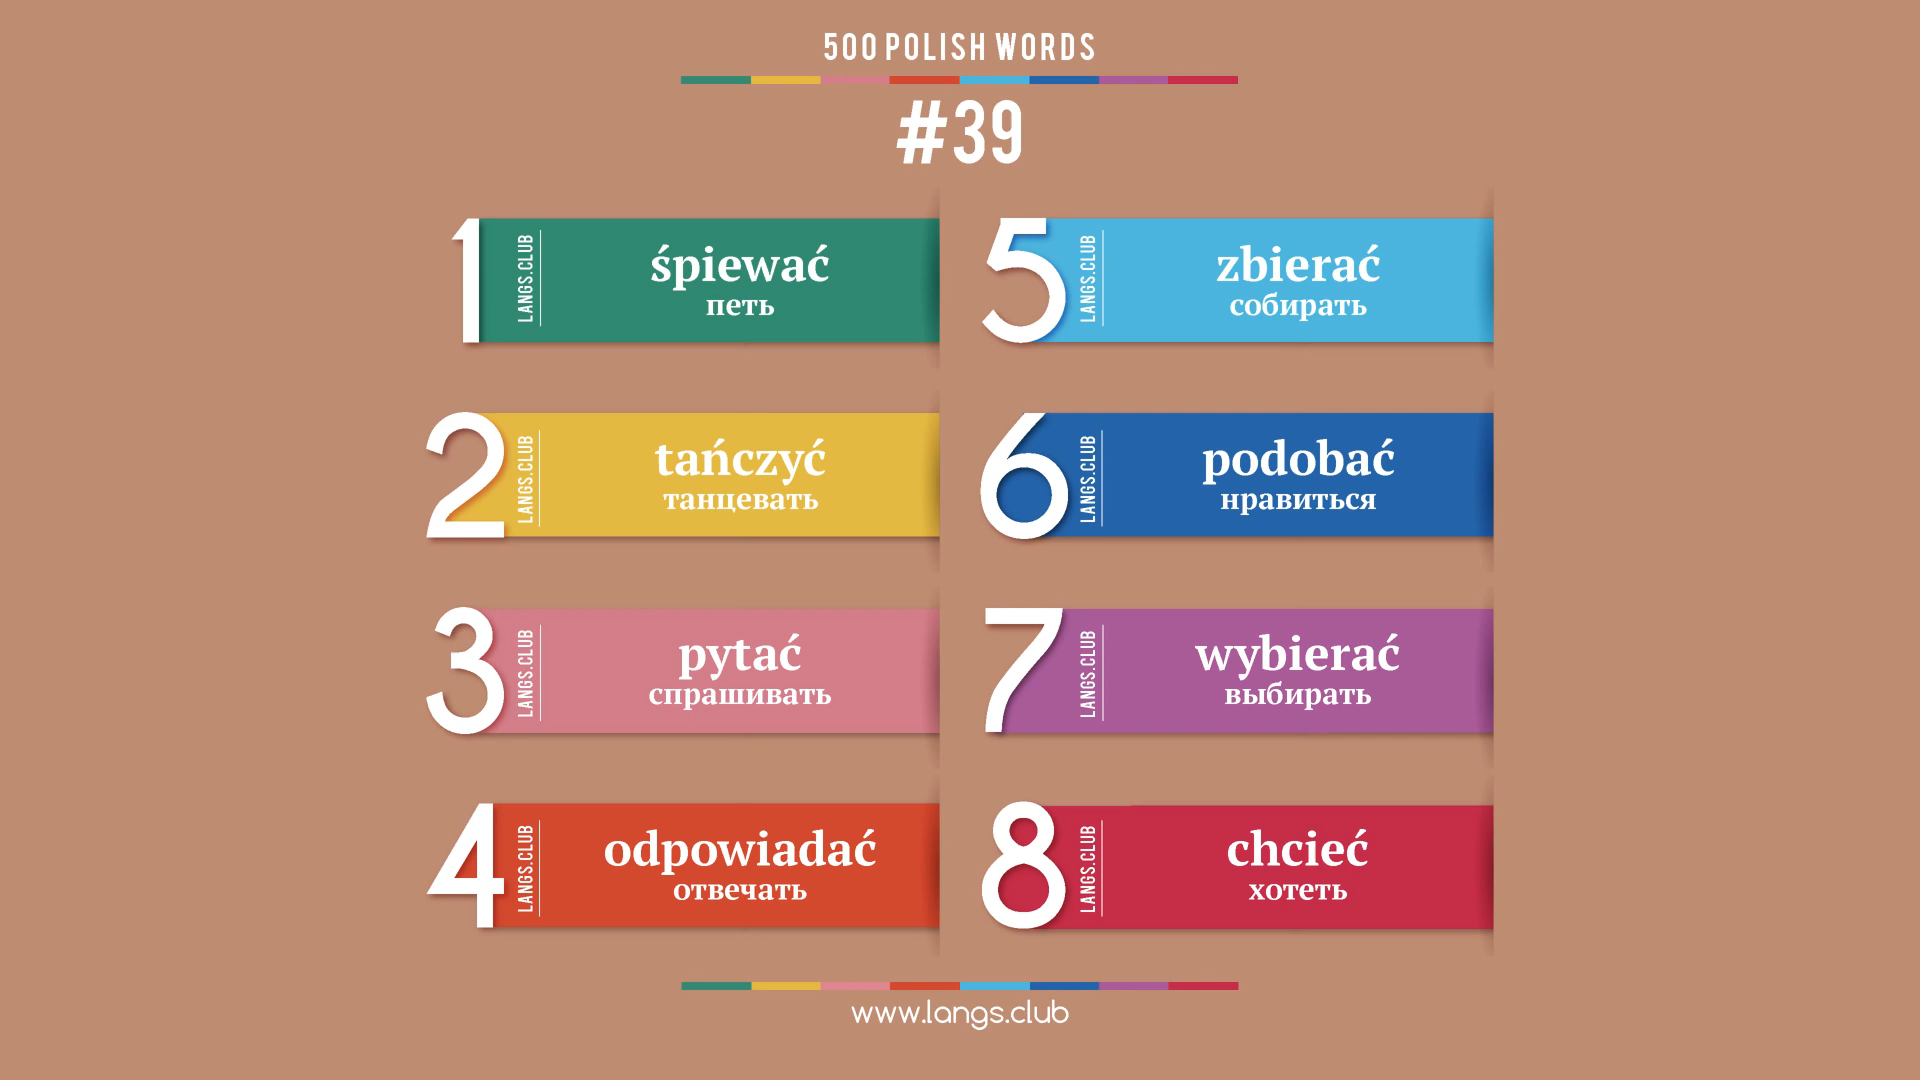 500 POLISH WORDS
#39
1
LANGS.CLUB
śpiewać
петь
2
LANGS.CLUB
tańczyć
танцевать
3
LANGS.CLUB
pytać
спрашивать
4
LANGS.CLUB
odpowiadać
отвечать
5
LANGS.CLUB
zbierać
собирать
6
LANGS.CLUB
podobać
нравиться
7
LANGS.CLUB
wybierać
выбирать
8
LANGS.CLUB
chcieć
хотеть
www.langs.club